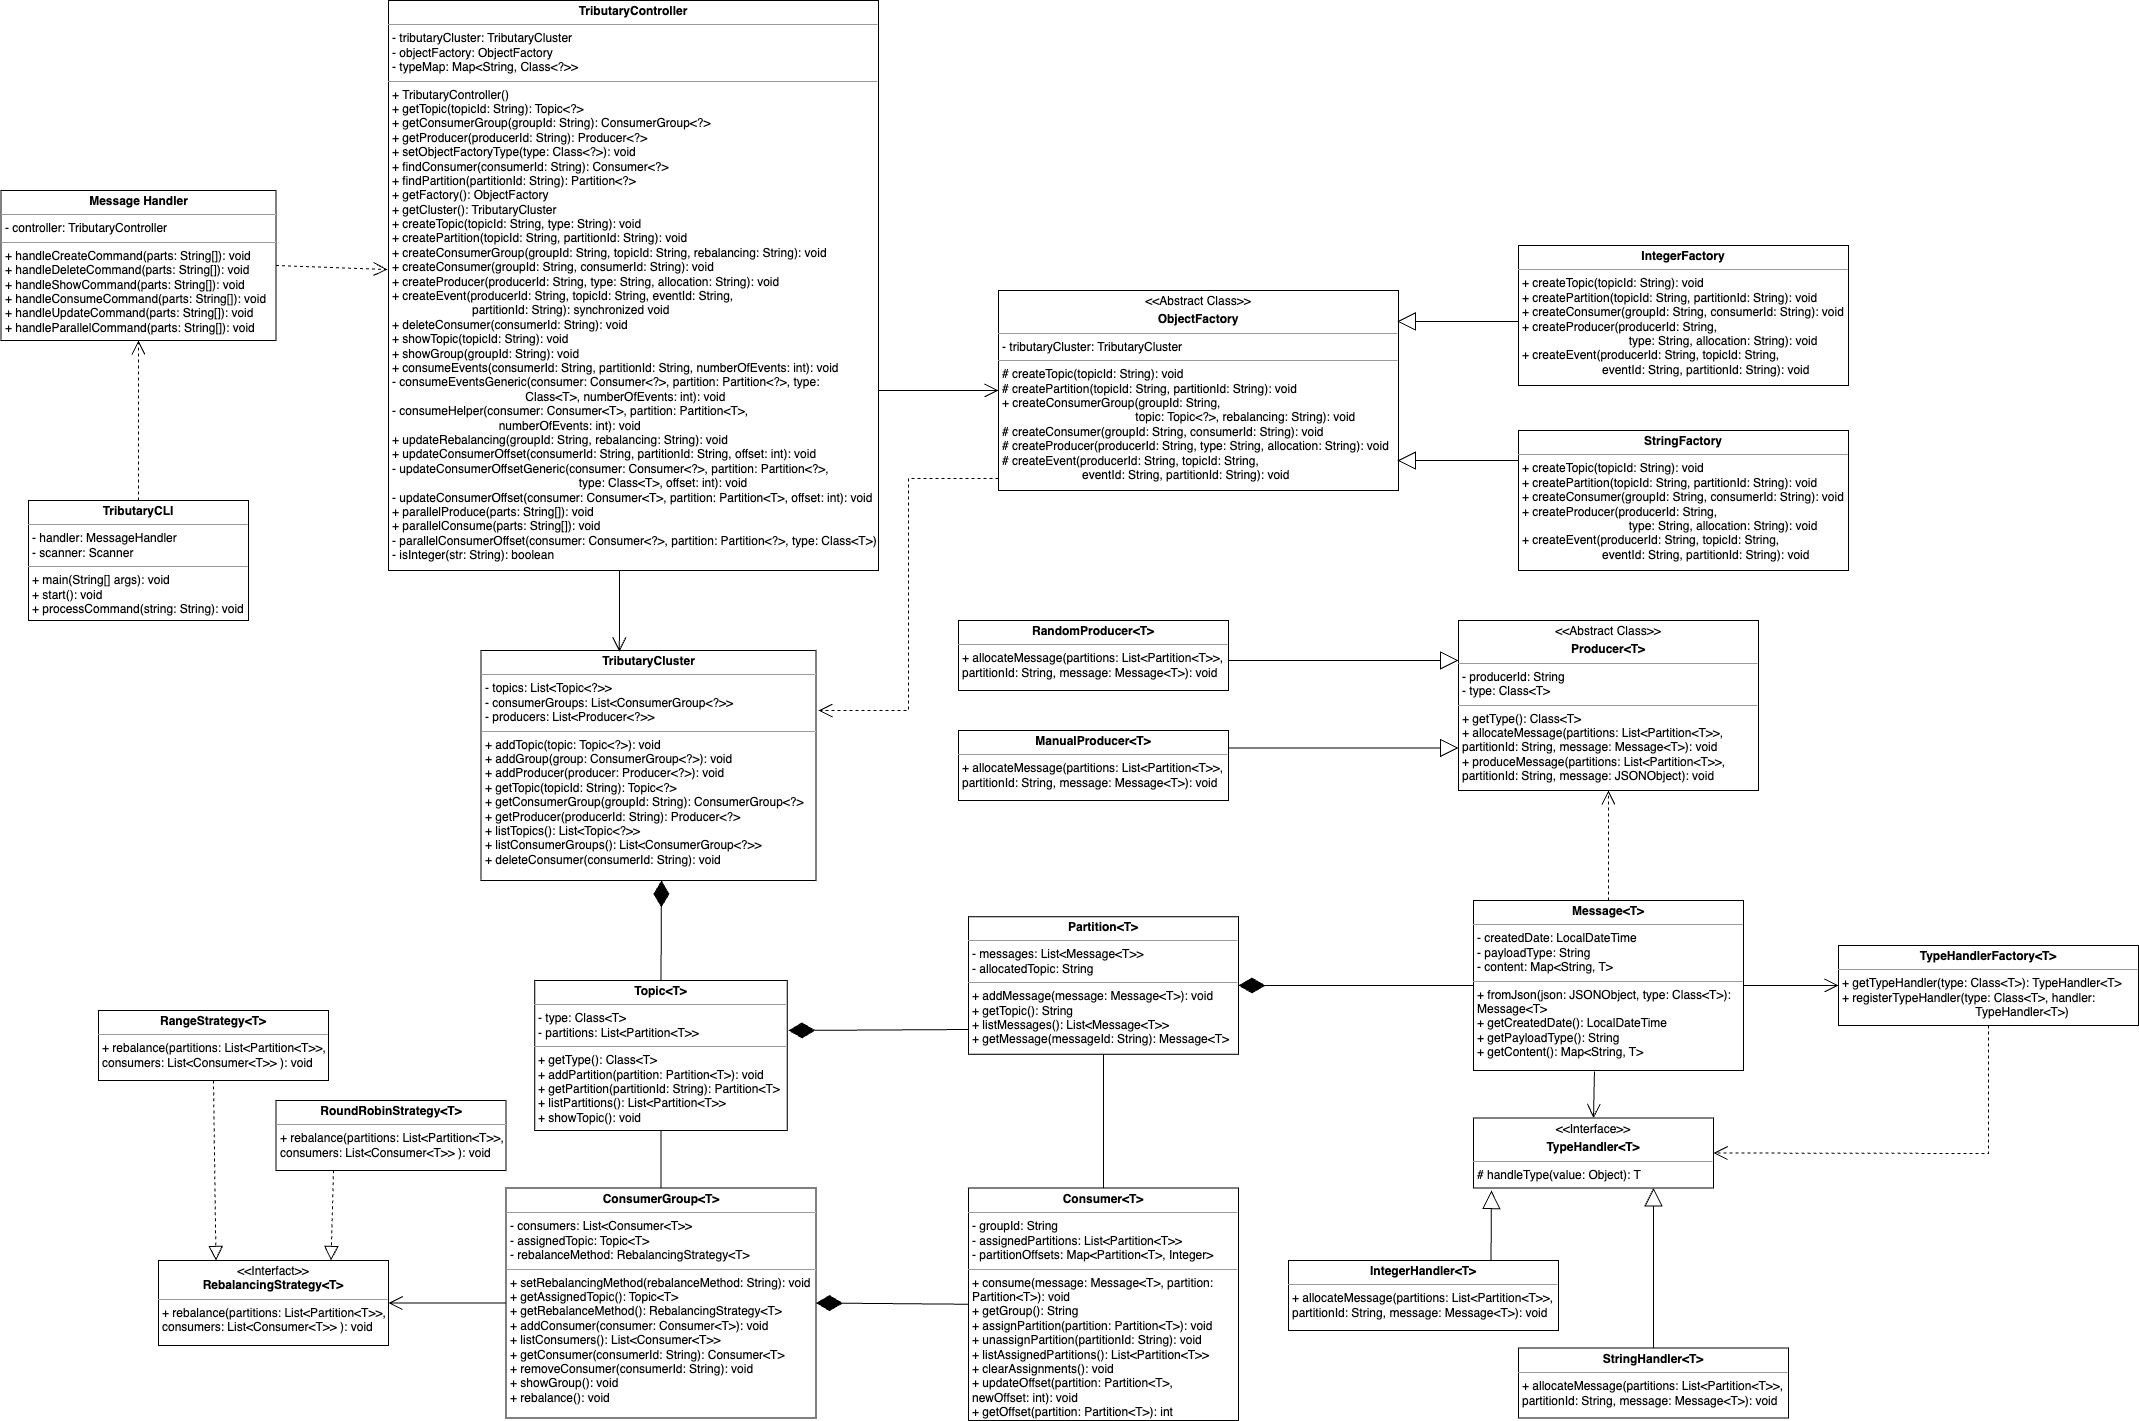 TributaryController
- tributaryCluster: TributaryCluster
- objectFactory: ObjectFactory
- typeMap: Map<String, Class<?>>
+ TributaryController()
+ getTopic(topicId: String): Topic<?>
+ getConsumerGroup(groupId: String): ConsumerGroup<?>
+ getProducer(producerId: String): Producer<?>
+ setObjectFactoryType(type: Class<?>): void
+ findConsumer(consumerId: String): Consumer<?>
+ findPartition(partitionId: String): Partition<?>
+ getFactory(): ObjectFactory
+ getCluster(): TributaryCluster
+ createTopic(topicId: String, type: String): void
+ createPartition(topicId: String, partitionId: String): void
+ createConsumerGroup(groupId: String, topicId: String, rebalancing: String): void
+ createConsumer(groupId: String, consumerId: String): void
+ createProducer(producerId: String, type: String, allocation: String): void
+ createEvent(producerId: String, topicId: String, eventId: String,
partitionId: String): synchronized void
+ deleteConsumer(consumerId: String): void
+ showTopic(topicId: String): void
+ showGroup(groupId: String): void
+ consumeEvents(consumerId: String, partitionId: String, numberOfEvents: int): void
- consumeEventsGeneric(consumer: Consumer<?>, partition: Partition<?>, type:
Class<T>, numberOfEvents: int): void
- consumeHelper(consumer: Consumer<T>, partition: Partition<T>,
numberOfEvents: int): void
+ updateRebalancing(groupId: String, rebalancing: String): void
+ updateConsumerOffset(consumerId: String, partitionId: String, offset: int): void
- updateConsumerOffsetGeneric(consumer: Consumer<?>, partition: Partition<?>,
type: Class<T>, offset: int): void
- updateConsumerOffset(consumer: Consumer<T>, partition: Partition<T>, offset: int): void
+ parallelProduce(parts: String[]): void
+ parallelConsume(parts: String[]): void
- parallelConsumerOffset(consumer: Consumer<?>, partition: Partition<?>, type: Class<T>)
- isInteger(str: String): boolean
Message Handler
- controller: TributaryController
+ handleCreateCommand(parts: String[]): void
+ handleDeleteCommand(parts: String[]): void
+ handleShowCommand(parts: String[]): void
+ handleConsumeCommand(parts: String[]): void
+ handleUpdateCommand(parts: String[]): void
+ handleParallelCommand(parts: String[]): void
TributaryCLI
- handler: MessageHandler
- scanner: Scanner
+ main(String[] args): void
+ start(): void
+ processCommand(string: String): void
<<Abstract Class>>
ObjectFactory
- tributaryCluster: TributaryCluster
# createTopic(topicId: String): void
# createPartition(topicId: String, partitionId: String): void
+ createConsumerGroup(groupId: String,
topic: Topic<?>, rebalancing: String): void
# createConsumer(groupId: String, consumerId: String): void
# createProducer(producerId: String, type: String, allocation: String): void
# createEvent(producerId: String, topicId: String,
eventId: String, partitionId: String): void
IntegerFactory
+ createTopic(topicId: String): void
+ createPartition(topicId: String, partitionId: String): void
+ createConsumer(groupId: String, consumerId: String): void
+ createProducer(producerId: String,
type: String, allocation: String): void
+ createEvent(producerId: String, topicId: String,
eventId: String, partitionId: String): void
StringFactory
+ createTopic(topicId: String): void
+ createPartition(topicId: String, partitionId: String): void
+ createConsumer(groupId: String, consumerId: String): void
+ createProducer(producerId: String,
type: String, allocation: String): void
+ createEvent(producerId: String, topicId: String,
eventId: String, partitionId: String): void
TributaryCluster
- topics: List<Topic<?>>
- consumerGroups: List<ConsumerGroup<?>>
- producers: List<Producer<?>>
+ addTopic(topic: Topic<?>): void
+ addGroup(group: ConsumerGroup<?>): void
+ addProducer(producer: Producer<?>): void
+ getTopic(topicId: String): Topic<?>
+ getConsumerGroup(groupId: String): ConsumerGroup<?>
+ getProducer(producerId: String): Producer<?>
+ listTopics(): List<Topic<?>>
+ listConsumerGroups(): List<ConsumerGroup<?>>
+ deleteConsumer(consumerId: String): void
RandomProducer<T>
+ allocateMessage(partitions: List<Partition<T>>,
partitionId: String, message: Message<T>): void
ManualProducer<T>
+ allocateMessage(partitions: List<Partition<T>>,
partitionId: String, message: Message<T>): void
<<Abstract Class>>
Producer<T>
- producerId: String
- type: Class<T>
+ getType(): Class<T>
+ allocateMessage(partitions: List<Partition<T>>,
partitionId: String, message: Message<T>): void
+ produceMessage(partitions: List<Partition<T>>,
partitionId: String, message: JSONObject): void
Topic<T>
- type: Class<T>
- partitions: List<Partition<T>>
+ getType(): Class<T>
+ addPartition(partition: Partition<T>): void
+ getPartition(partitionId: String): Partition<T>
+ listPartitions(): List<Partition<T>>
+ showTopic(): void
Partition<T>
- messages: List<Message<T>>
- allocatedTopic: String
+ addMessage(message: Message<T>): void
+ getTopic(): String
+ listMessages(): List<Message<T>>
+ getMessage(messageId: String): Message<T>
Message<T>
- createdDate: LocalDateTime
- payloadType: String
- content: Map<String, T>
+ fromJson(json: JSONObject, type: Class<T>):
Message<T>
+ getCreatedDate(): LocalDateTime
+ getPayloadType(): String
+ getContent(): Map<String, T>
TypeHandlerFactory<T>
+ getTypeHandler(type: Class<T>): TypeHandler<T>
+ registerTypeHandler(type: Class<T>, handler:
TypeHandler<T>)
RangeStrategy<T>
+ rebalance(partitions: List<Partition<T>>,
consumers: List<Consumer<T>> ): void
RoundRobinStrategy<T>
+ rebalance(partitions: List<Partition<T>>,
consumers: List<Consumer<T>> ): void
<<Interfact>>
RebalancingStrategy<T>
+ rebalance(partitions: List<Partition<T>>,
consumers: List<Consumer<T>> ): void
ConsumerGroup<T>
- consumers: List<Consumer<T>>
- assignedTopic: Topic<T>
- rebalanceMethod: RebalancingStrategy<T>
+ setRebalancingMethod(rebalanceMethod: String): void
+ getAssignedTopic(): Topic<T>
+ getRebalanceMethod(): RebalancingStrategy<T>
+ addConsumer(consumer: Consumer<T>): void
+ listConsumers(): List<Consumer<T>>
+ getConsumer(consumerId: String): Consumer<T>
+ removeConsumer(consumerId: String): void
+ showGroup(): void
+ rebalance(): void
Consumer<T>
- groupId: String
- assignedPartitions: List<Partition<T>>
- partitionOffsets: Map<Partition<T>, Integer>
+ consume(message: Message<T>, partition:
Partition<T>): void
+ getGroup(): String
+ assignPartition(partition: Partition<T>): void
+ unassignPartition(partitionId: String): void
+ listAssignedPartitions(): List<Partition<T>>
+ clearAssignments(): void
+ updateOffset(partition: Partition<T>,
newOffset: int): void
+ getOffset(partition: Partition<T>): int
<<Interface>>
TypeHandler<T>
# handleType(value: Object): T
IntegerHandler<T>
+ allocateMessage(partitions: List<Partition<T>>,
partitionId: String, message: Message<T>): void
StringHandler<T>
+ allocateMessage(partitions: List<Partition<T>>,
partitionId: String, message: Message<T>): void